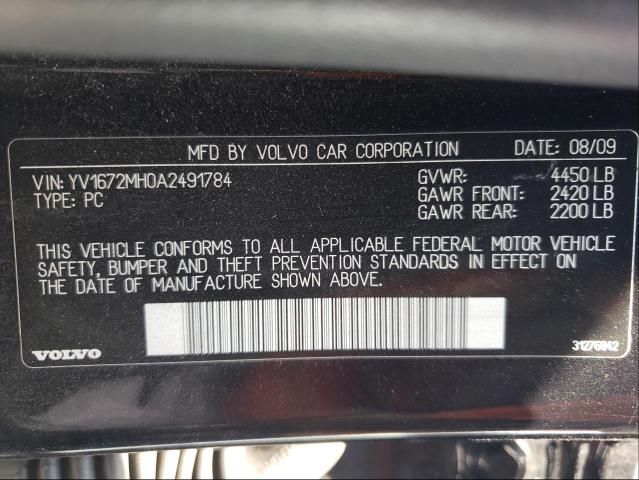 MFD BY VOLVO CAR CORPORATION DATE: 08/09
VIN: YV1672MH0A2491784 GVWR: 4450 LB
TYPE: PC GAWR FRONT: 2420 LB
GAWR REAR: 2200 LB
THIS VEHICLE CONFORMS TO ALL APPLICABLE FEDERAL MOTOR VEHICLE
SAFETY, BUMPER AND THEFT PREVENTION STANDARDS IN EFFECT ON
THE DATE OF MANUFACTURE SHOWN ABOVE.
VOLVO 31276942